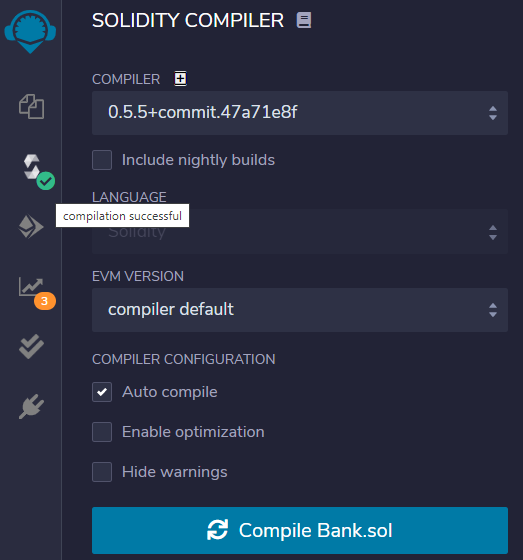 SOLIDITY COMPILER
COMPILER
0.5.5+commit.47a71e8f
Include nightly builds
LANGUAGE
compilation successful
Solidity
EVM VERSION
compiler default
COMPILER CONFIGURATION
Auto compile
3
Enable optimization
Hide warnings
Compile Bank.sol